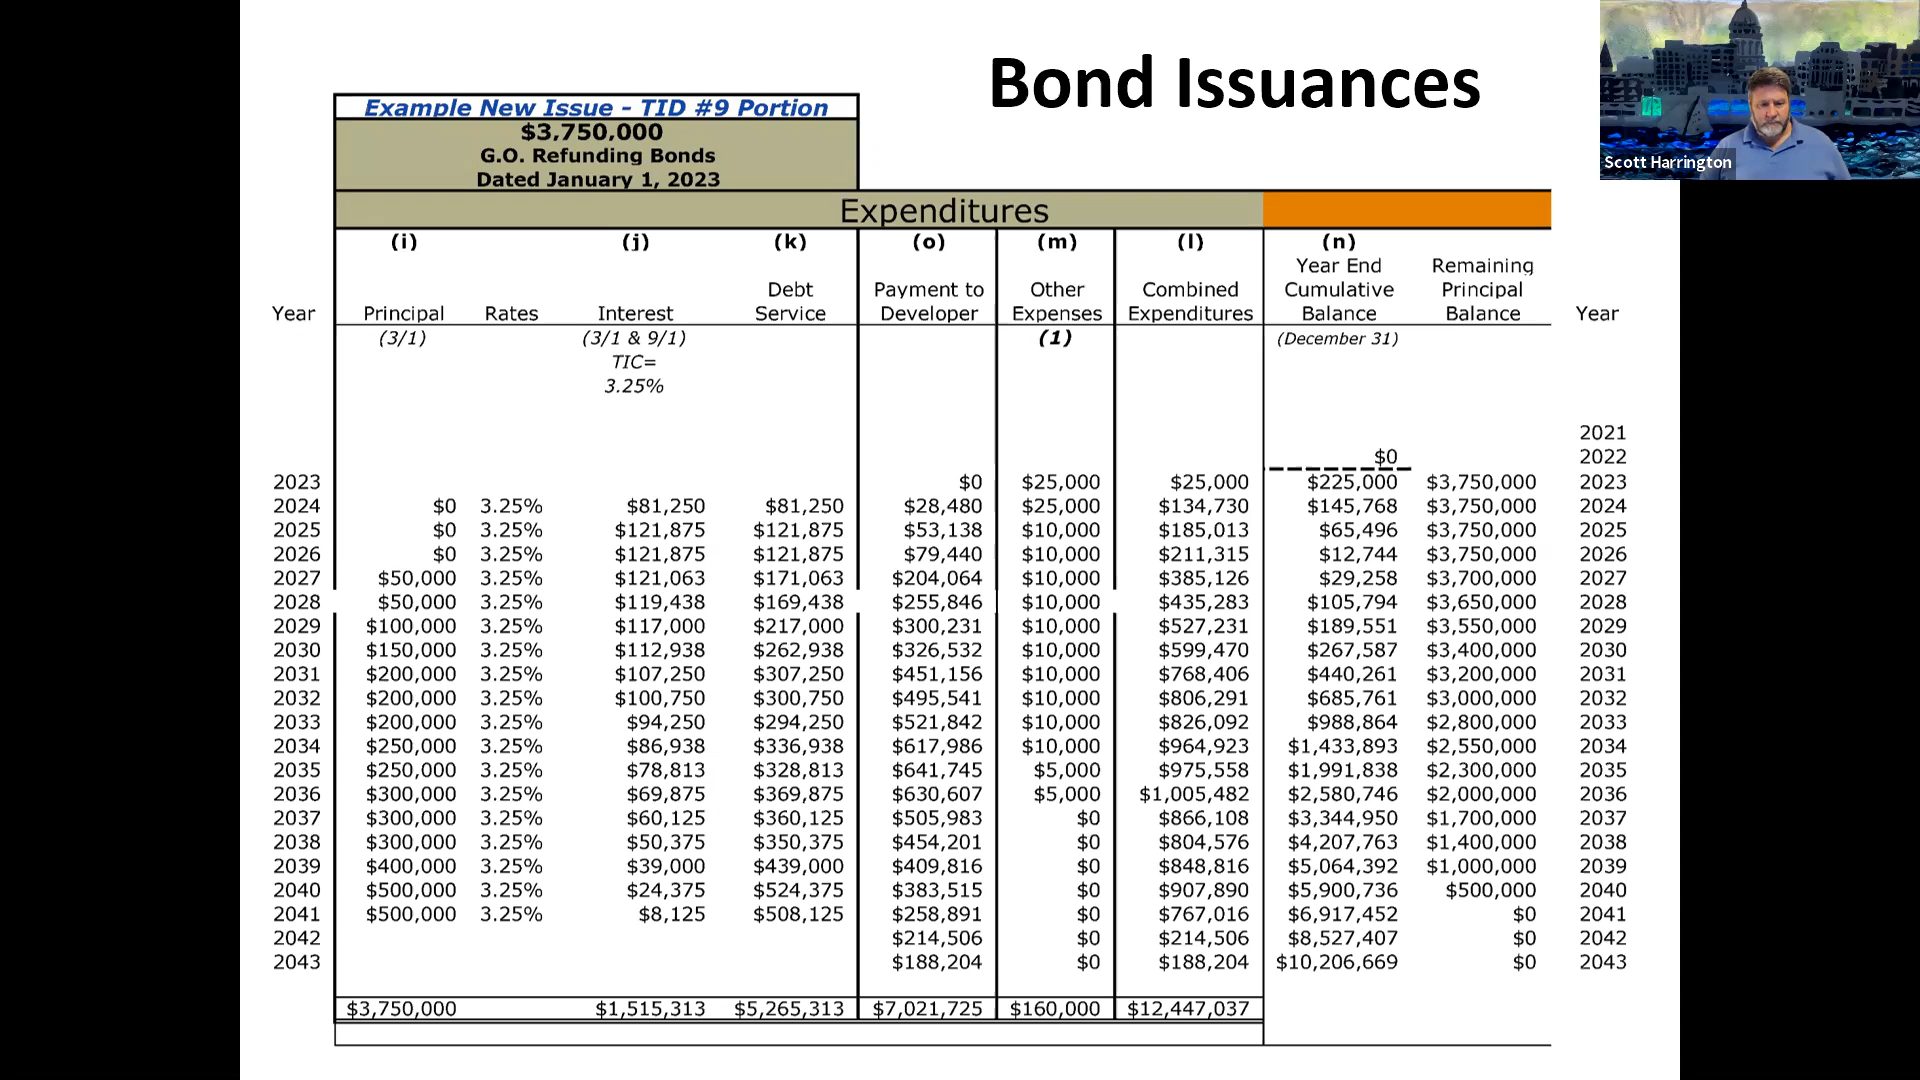 Bond Issuances
Scott Harrington
Example New Issue - TID #9 Portion
$3,750,000
G.O. Refunding Bonds
Dated January 1, 2023
Expenditures
(i) (j) (k) (o) (m) (l) (n)
Year End Remaining
Debt Payment to Other Combined Cumulative Principal
Year Principal Rates Interest Service Developer Expenses Expenditures Balance Balance Year
(3/1) (3/1 & 9/1) (1) (December 31)
TIC=
3.25%
2021
$0 2022
2023 $0 $25,000 $25,000 $225,000 $3,750,000 2023
2024 $0 3.25% $81,250 $81,250 $28,480 $25,000 $134,730 $145,768 $3,750,000 2024
2025 $0 3.25% $121,875 $121,875 $53,138 $10,000 $185,013 $65,496 $3,750,000 2025
2026 $0 3.25% $121,875 $121,875 $79,440 $10,000 $211,315 $12,744 $3,750,000 2026
2027 $50,000 3.25% $121,063 $171,063 $204,064 $10,000 $385,126 $29,258 $3,700,000 2027
2028 $50,000 3.25% $119,438 $169,438 $255,846 $10,000 $435,283 $105,794 $3,650,000 2028
2029 $100,000 3.25% $117,000 $217,000 $300,231 $10,000 $527,231 $189,551 $3,550,000 2029
2030 $150,000 3.25% $112,938 $262,938 $326,532 $10,000 $599,470 $267,587 $3,400,000 2030
2031 $200,000 3.25% $107,250 $307,250 $451,156 $10,000 $768,406 $440,261 $3,200,000 2031
2032 $200,000 3.25% $100,750 $300,750 $495,541 $10,000 $806,291 $685,761 $3,000,000 2032
2033 $200,000 3.25% $94,250 $294,250 $521,842 $10,000 $826,092 $988,864 $2,800,000 2033
2034 $250,000 3.25% $86,938 $336,938 $617,986 $10,000 $964,923 $1,433,893 $2,550,000 2034
2035 $250,000 3.25% $78,813 $328,813 $641,745 $5,000 $975,558 $1,991,838 $2,300,000 2035
2036 $300,000 3.25% $69,875 $369,875 $630,607 $5,000 $1,005,482 $2,580,746 $2,000,000 2036
2037 $300,000 3.25% $60,125 $360,125 $505,983 $0 $866,108 $3,344,950 $1,700,000 2037
2038 $300,000 3.25% $50,375 $350,375 $454,201 $0 $804,576 $4,207,763 $1,400,000 2038
2039 $400,000 3.25% $39,000 $439,000 $409,816 $0 $848,816 $5,064,392 $1,000,000 2039
2040 $500,000 3.25% $24,375 $524,375 $383,515 $0 $907,890 $5,900,736 $500,000 2040
2041 $500,000 3.25% $8,125 $508,125 $258,891 $0 $767,016 $6,917,452 $0 2041
2042 $214,506 $0 $214,506 $8,527,407 $0 2042
2043 $188,204 $0 $188,204 $10,206,669 $0 2043
$3,750,000 $1,515,313 $5,265,313 $7,021,725 $160,000 $12,447,037